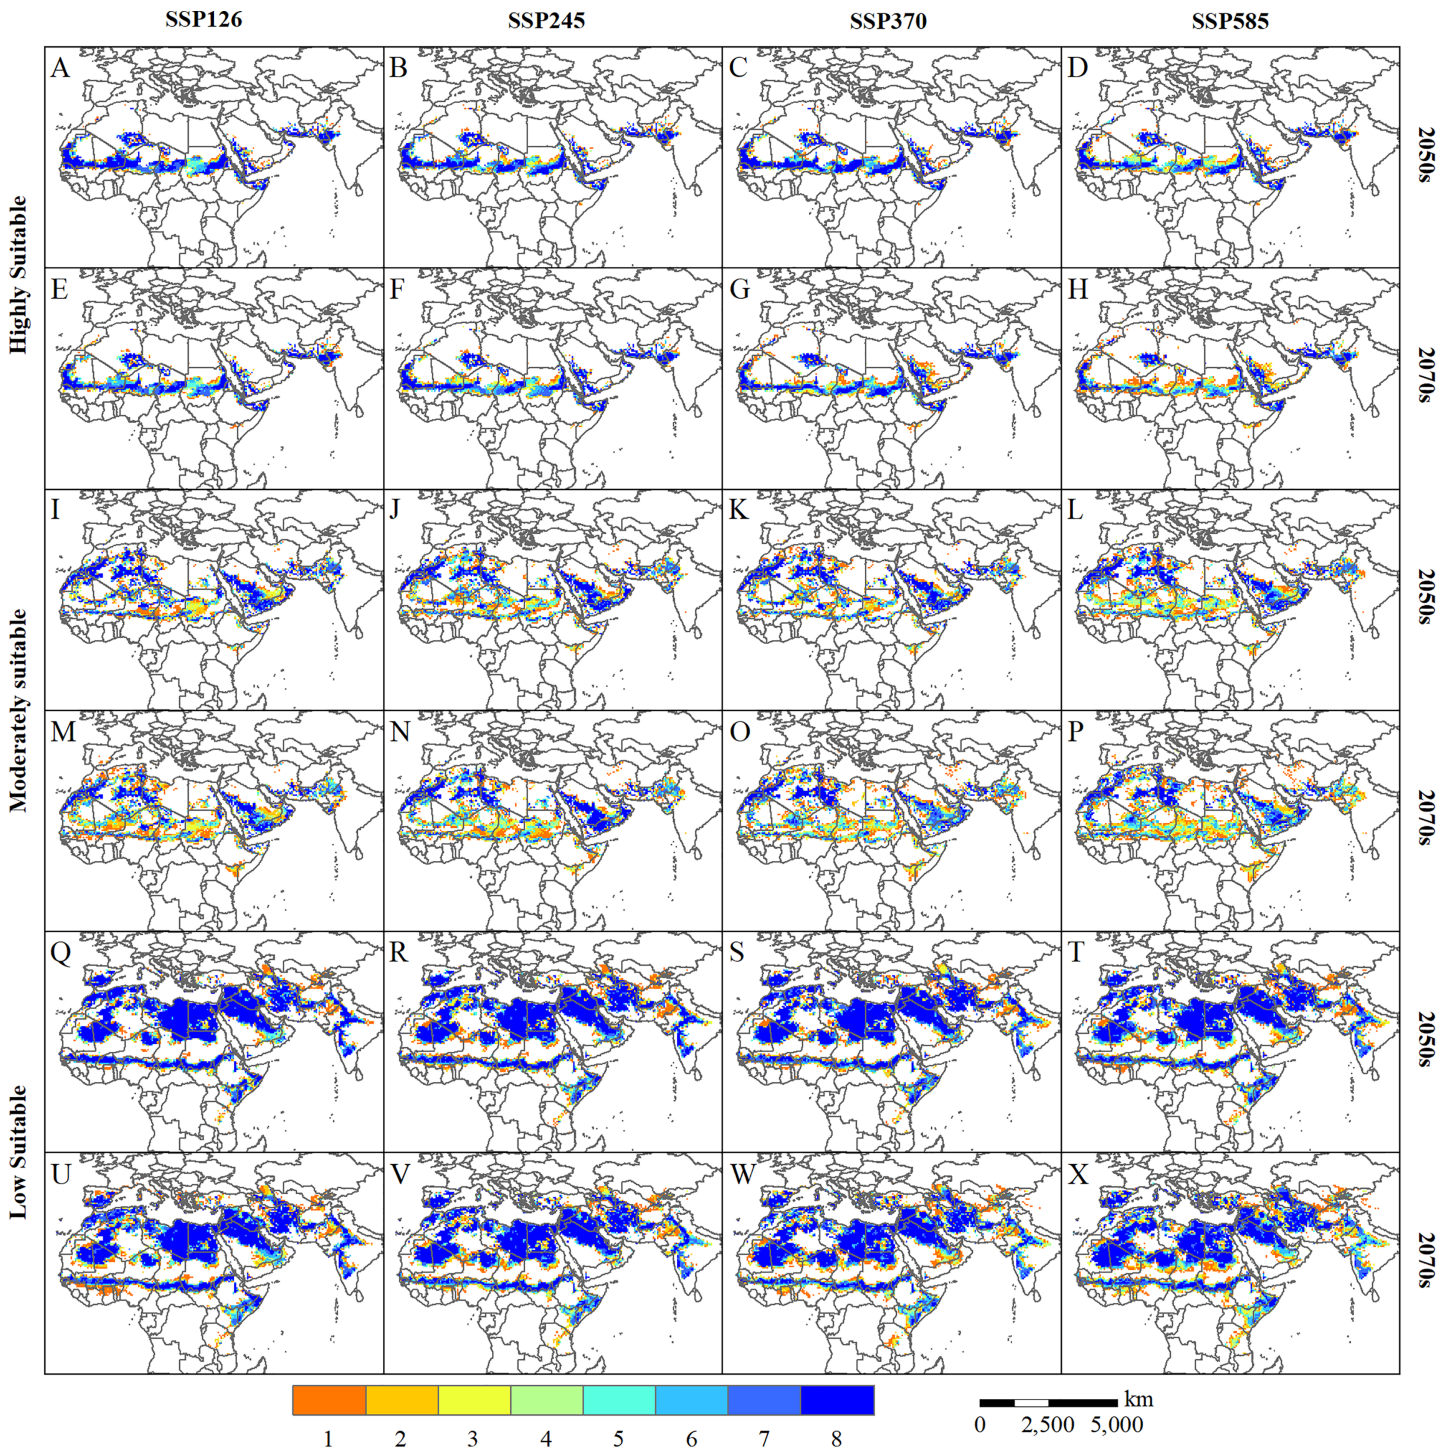 SSP126 SSP245 SSP370 SSP585
A B C D
2050s
Highly Suitable
E F G H
2070s
I J K L
2050s
Moderately suitable
M N O P
2070s
Q R S T
2050s
Low Suitable
U V W X
2070s
km
0 2,500 5,000
1 2 3 4 5 6 7 8